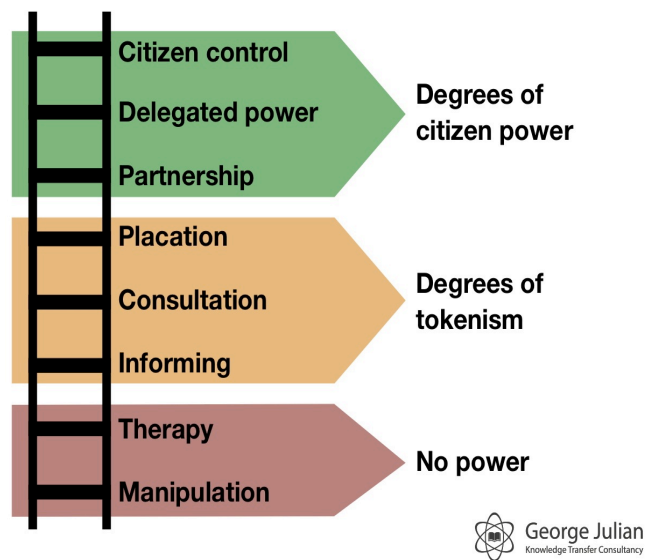 Citizen control
Delegated power
Partnership
Degrees of
citizen power
Placation
Consultation
Informing
Degrees of
tokenism
Therapy
Manipulation
No power
George Julian
Knowledge Transfer Consultancy